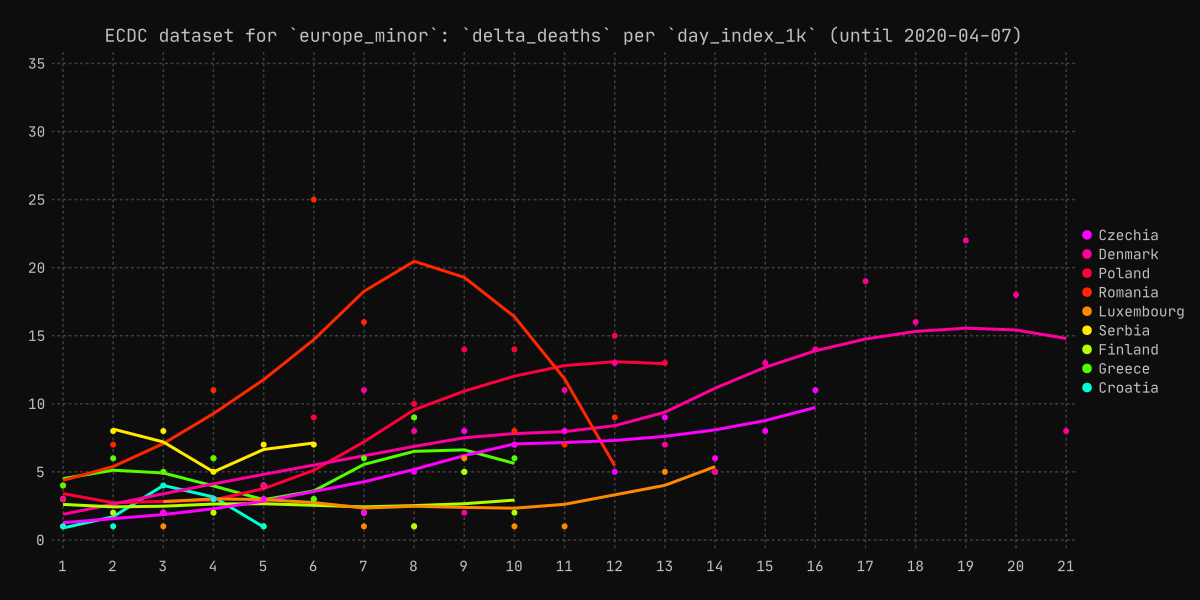 ECDC dataset for `europe_minor`: `delta_deaths` per `day_index_1k` (until 2020-04-07)
35
30
25
20
15
10
5
0
1 2 3 4 5 6 7 8 9 10 11 12 13 14 15 16 17 18 19 20 21
Czechia
Denmark
Poland
Romania
Luxembourg
Serbia
Finland
Greece
Croatia